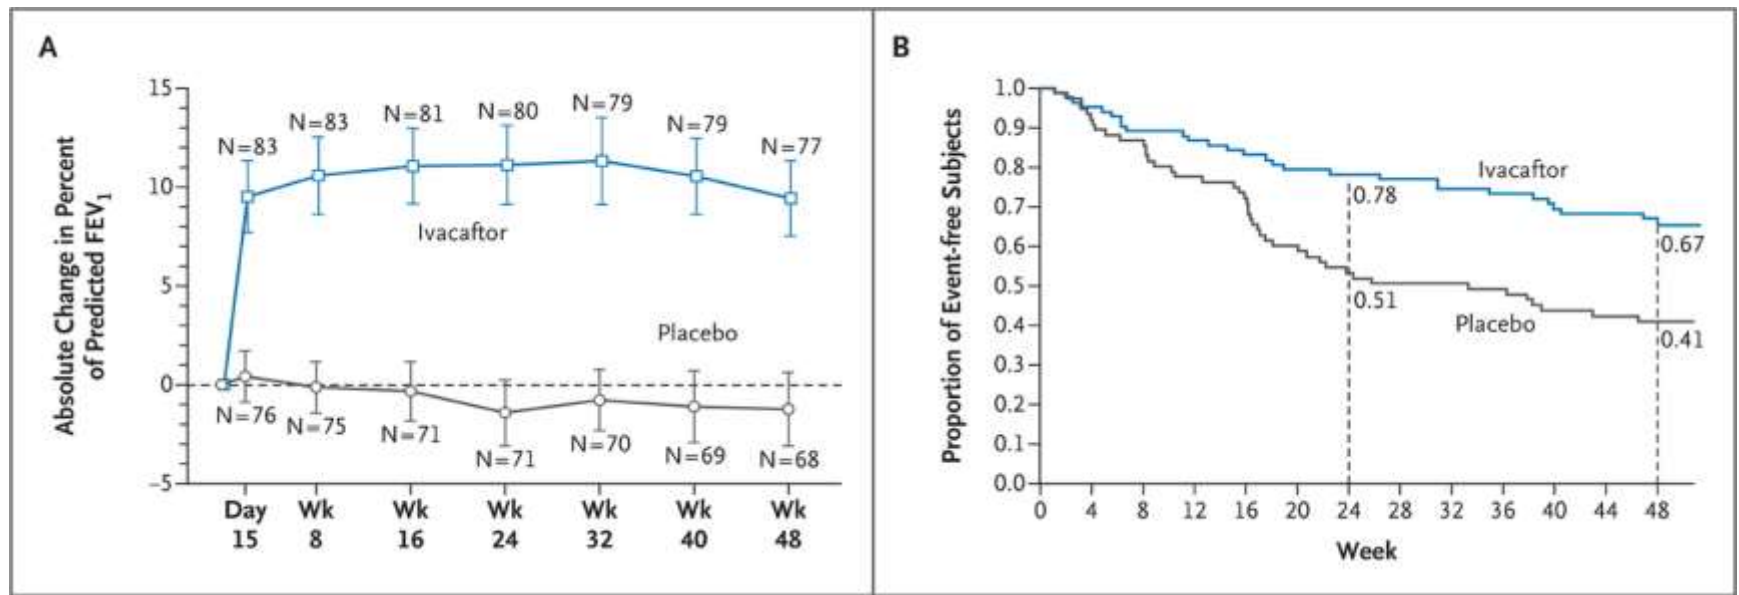 A
Absolute Change in Percent
of Predicted FEV1
15
10
5
0
−5
N=83
N=83
N=81
N=80
N=79
N=79
N=77
Ivacaftor
Placebo
N=76
N=75
N=71
N=71
N=70
N=69
N=68
Day
15
Wk
8
Wk
16
Wk
24
Wk
32
Wk
40
Wk
48
B
Proportion of Event-free Subjects
1.0
0.9
0.8
0.7
0.6
0.5
0.4
0.3
0.2
0.1
0.0
Ivacaftor
0.78
0.67
0.51
Placebo
0.41
0 4 8 12 16 20 24 28 32 36 40 44 48
Week